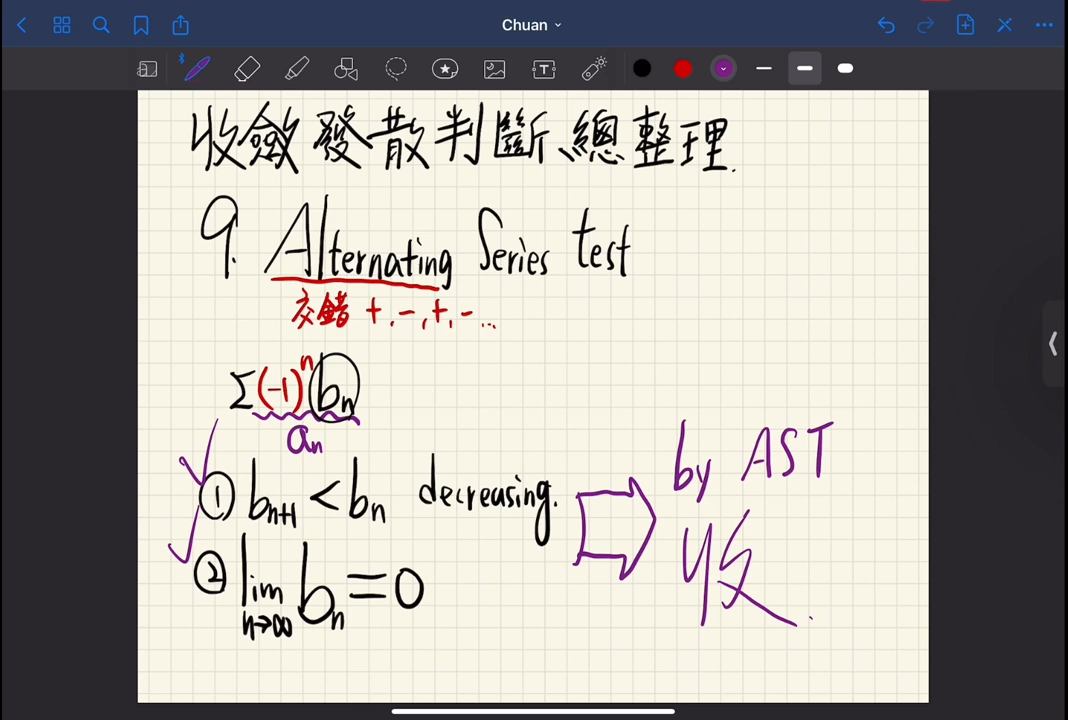 Chuan
收斂發散判斷、總整理.
9. Alternating Series test
交錯 +, -, +, - ...
Σ(-1)ⁿ bₙ
aₙ
① bₙ₊₁ < bₙ decreasing.
② lim bₙ = 0
n→∞
by AST
收.